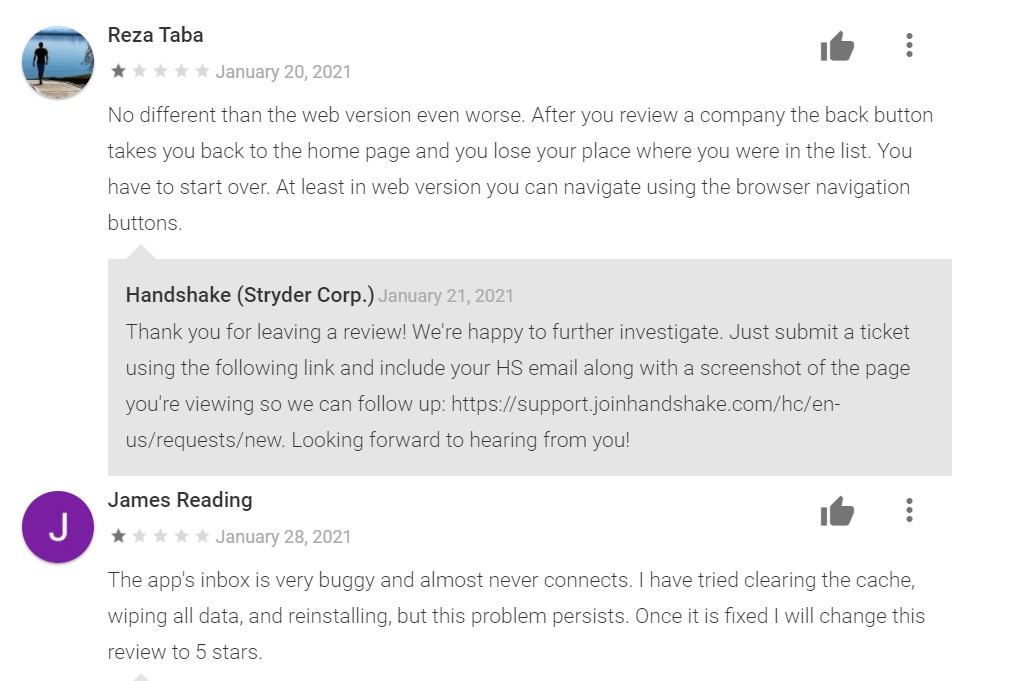 Reza Taba
January 20, 2021
No different than the web version even worse. After you review a company the back button
takes you back to the home page and you lose your place where you were in the list. You
have to start over. At least in web version you can navigate using the browser navigation
buttons.
Handshake (Stryder Corp.) January 21, 2021
Thank you for leaving a review! We're happy to further investigate. Just submit a ticket
using the following link and include your HS email along with a screenshot of the page
you're viewing so we can follow up: https://support.joinhandshake.com/hc/en-
us/requests/new. Looking forward to hearing from you!
J
James Reading
January 28, 2021
The app's inbox is very buggy and almost never connects. I have tried clearing the cache,
wiping all data, and reinstalling, but this problem persists. Once it is fixed I will change this
review to 5 stars.